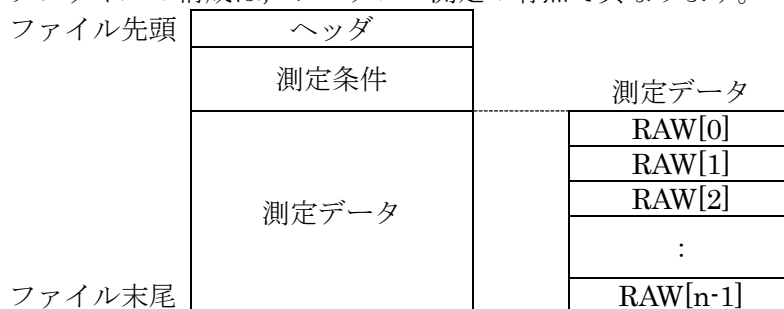 ファイル先頭
ヘッダ
測定条件
測定データ
RAW[0]
RAW[1]
RAW[2]
測定データ
:
ファイル末尾
RAW[n-1]